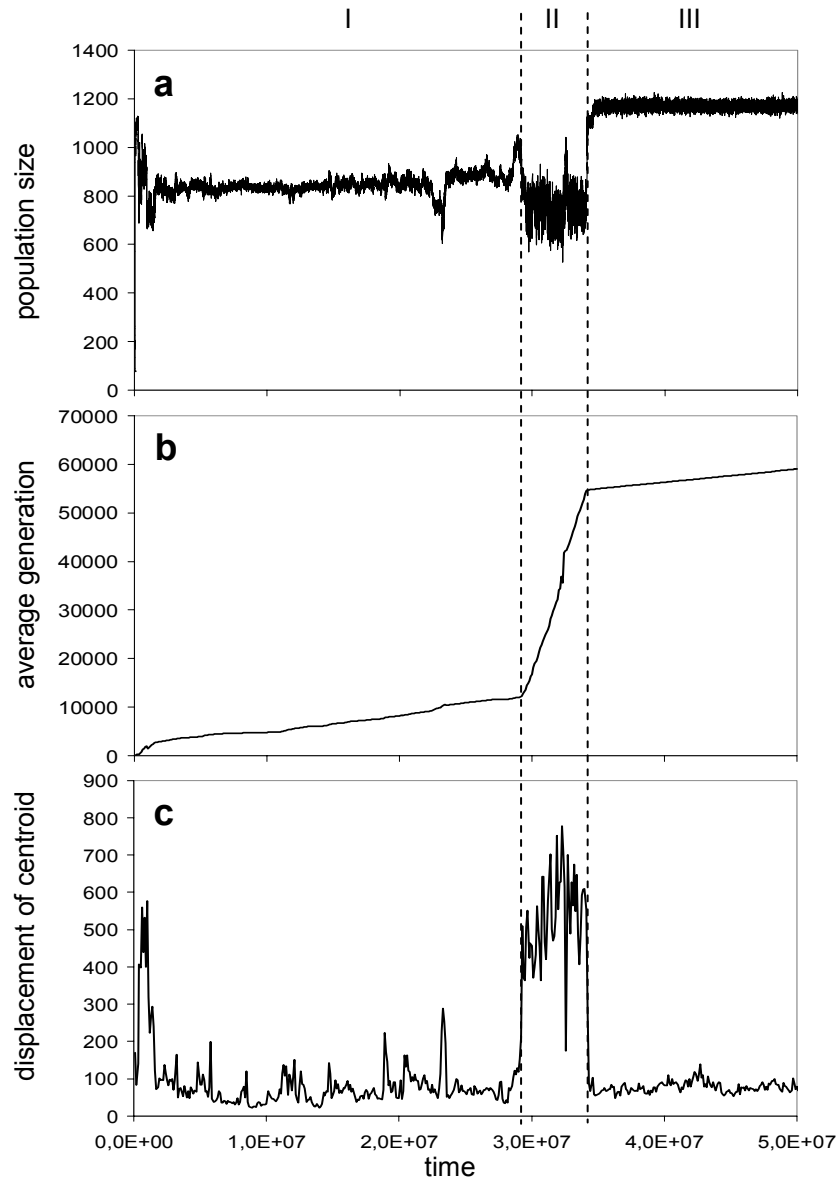 I II III
a
1400
1200
1000
800
600
400
200
0
population size
b
70000
60000
50000
40000
30000
20000
10000
0
average generation
c
900
800
700
600
500
400
300
200
100
0
displacement of centroid
0,0E+00 1,0E+07 2,0E+07 3,0E+07 4,0E+07 5,0E+07
time